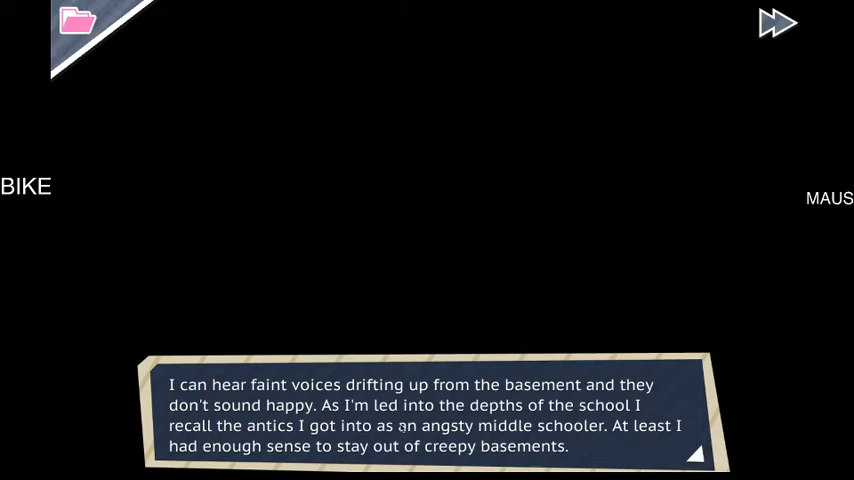 BIKE
MAUS
I can hear faint voices drifting up from the basement and they
don't sound happy. As I'm led into the depths of the school I
recall the antics I got into as an angsty middle schooler. At least I
had enough sense to stay out of creepy basements.